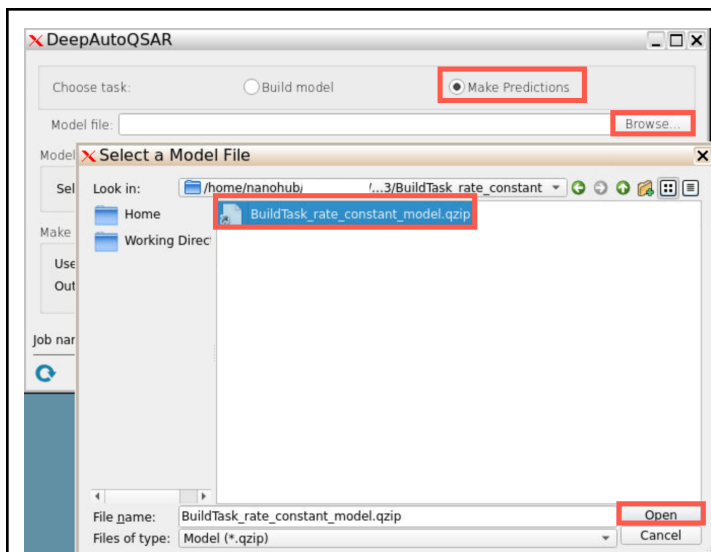 DeepAutoQSAR
Choose task: Build model Make Predictions
Model file: Browse...
Model
Select a Model File
Sel
Look in: /home/nanohub/ /...3/BuildTask_rate_constant
Home
BuildTask_rate_constant_model.qzip
Make
Working Direc
Use
Out
Job nar
File name: BuildTask_rate_constant_model.qzip
Open
Files of type: Model (*.qzip)
Cancel